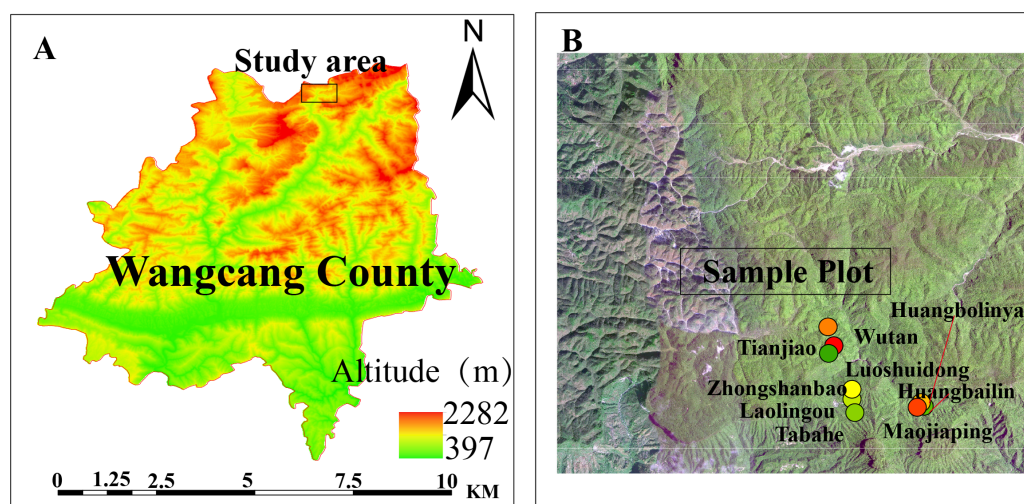 A
N
Study area
Wangcang County
Altitude（m）
2282
397
0 1.25 2.5 5 7.5 10
KM
B
Sample Plot
Huangbolinya
Wutan
Tianjiao
Luoshuidong
Zhongshanbao
Huangbailin
Laolingou
Tabahe
Maojiaping